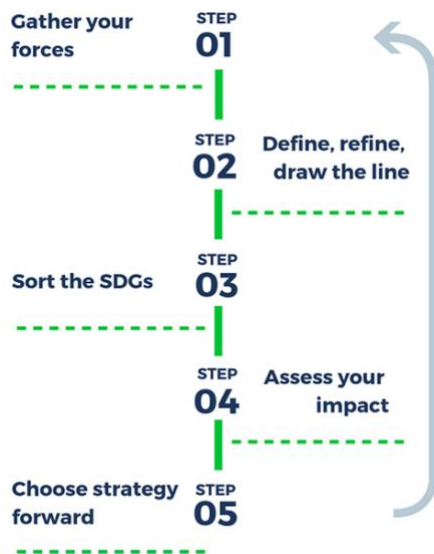 Gather your
forces
STEP
01
STEP
02
Define, refine,
draw the line
Sort the SDGs
STEP
03
STEP
04
Assess your
impact
Choose strategy
forward
STEP
05